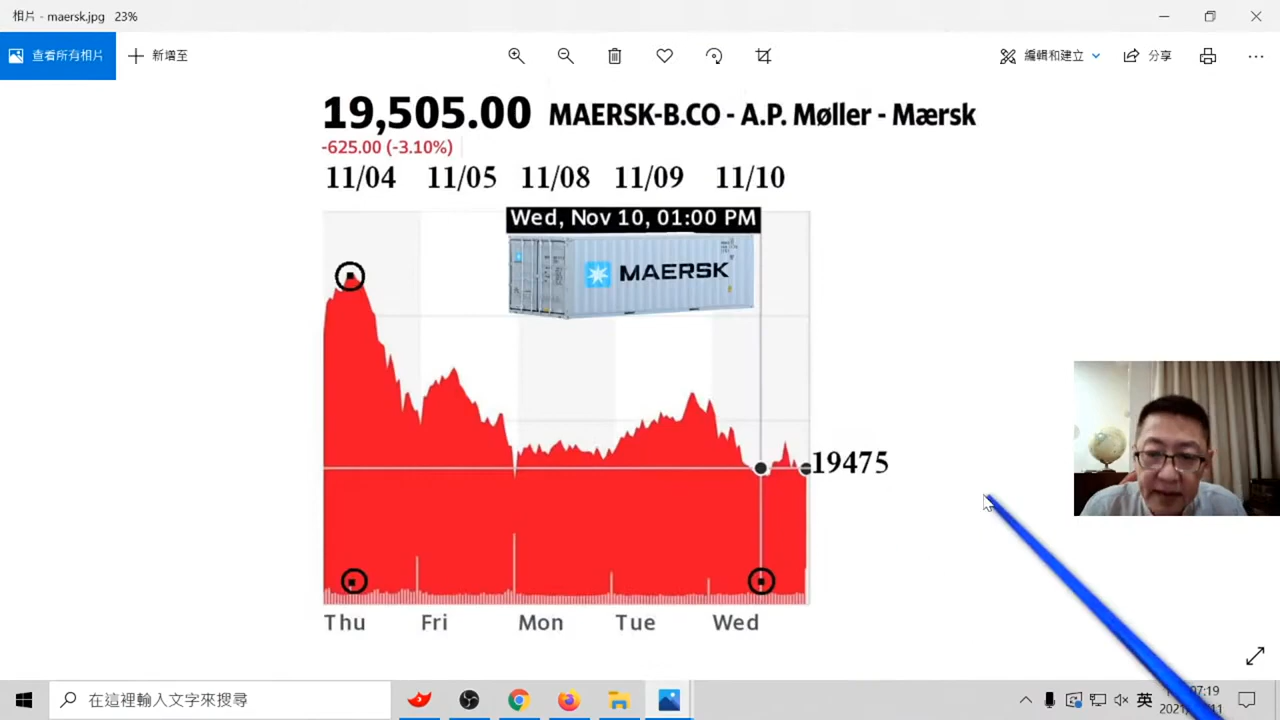 相片 - maersk.jpg 23%
查看所有相片 新增至 編輯和建立 分享
19,505.00 MAERSK-B.CO - A.P. Møller - Mærsk
-625.00 (-3.10%)
11/04 11/05 11/08 11/09 11/10
Wed, Nov 10, 01:00 PM
MAERSK
19475
Thu Fri Mon Tue Wed
在這裡輸入文字來搜尋
英
07:19